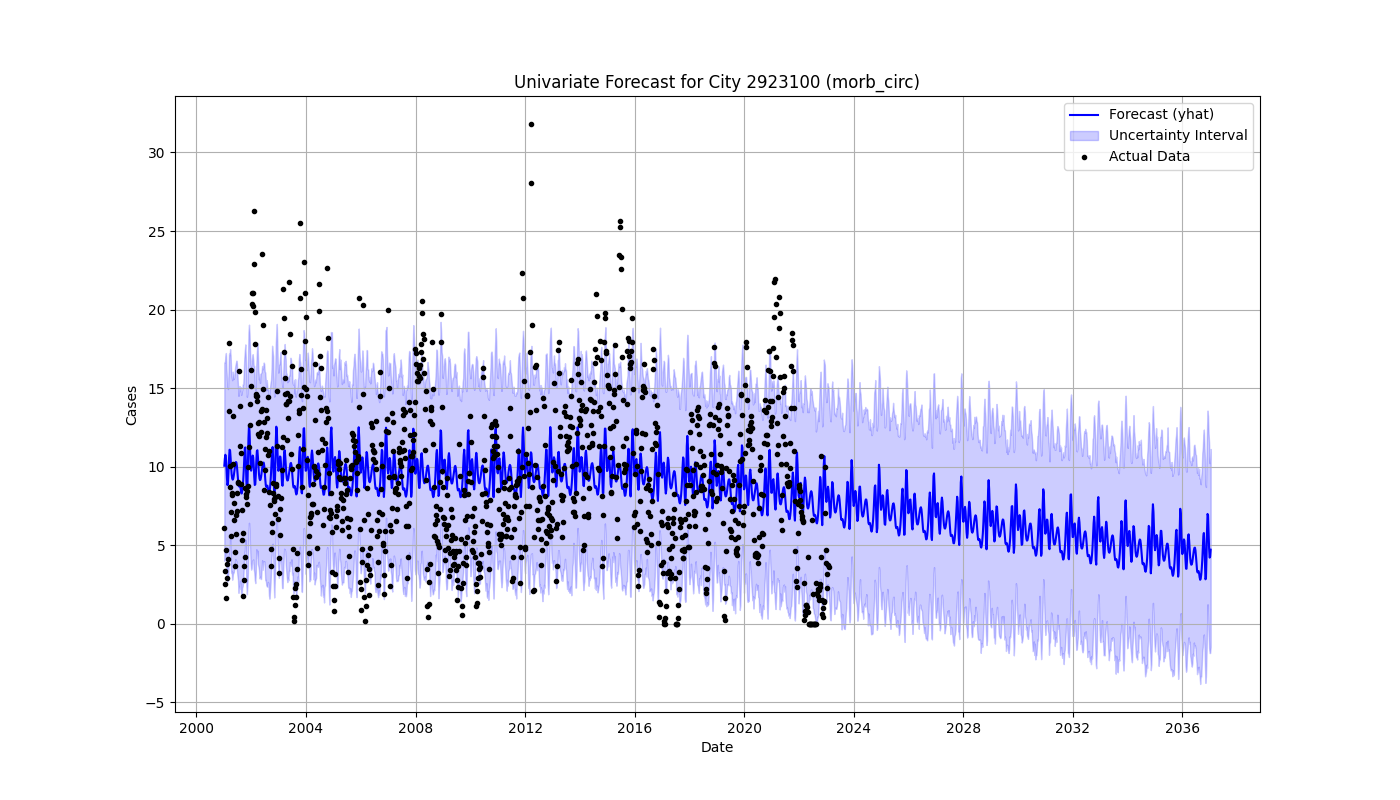 Univariate Forecast for City 2923100 (morb_circ)
Forecast (yhat)
Uncertainty Interval
Actual Data
Cases
30
25
20
15
10
5
0
−5
2000 2004 2008 2012 2016 2020 2024 2028 2032 2036
Date